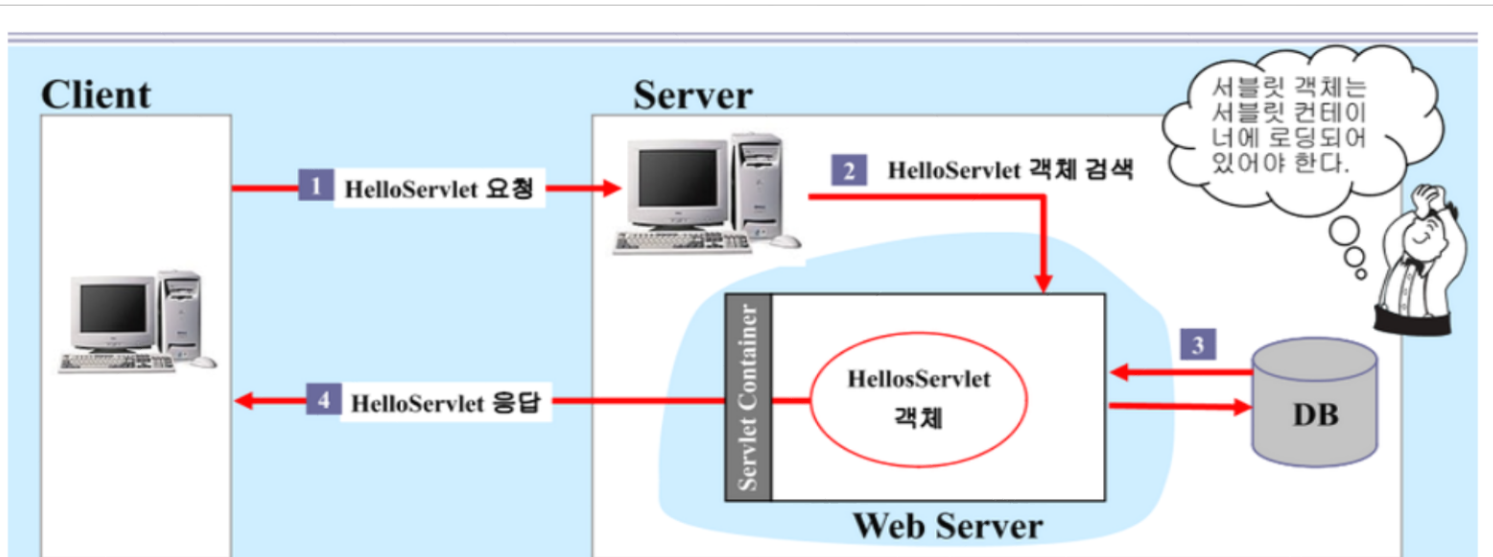 Client
Server
서블릿 객체는
서블릿 컨테이
너에 로딩되어
있어야 한다.
1 HelloServlet 요청
2 HelloServlet 객체 검색
3
Servlet Container
HellosServlet
객체
DB
4 HelloServlet 응답
Web Server